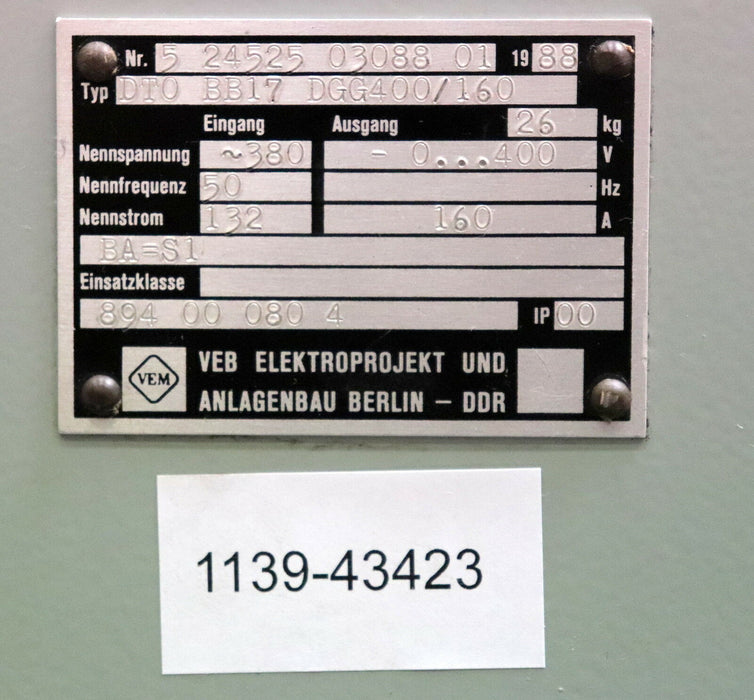 Nr. 5 24525 03088 01 1988
Typ DTO BB17 DGG400/160
Eingang Ausgang 26 kg
Nennspannung ~380 - 0...400 V
Nennfrequenz 50 Hz
Nennstrom 132 160 A
BA=S1
Einsatzklasse
894 00 080 4 IP 00
VEM
VEB ELEKTROPROJEKT UND
ANLAGENBAU BERLIN – DDR
1139-43423